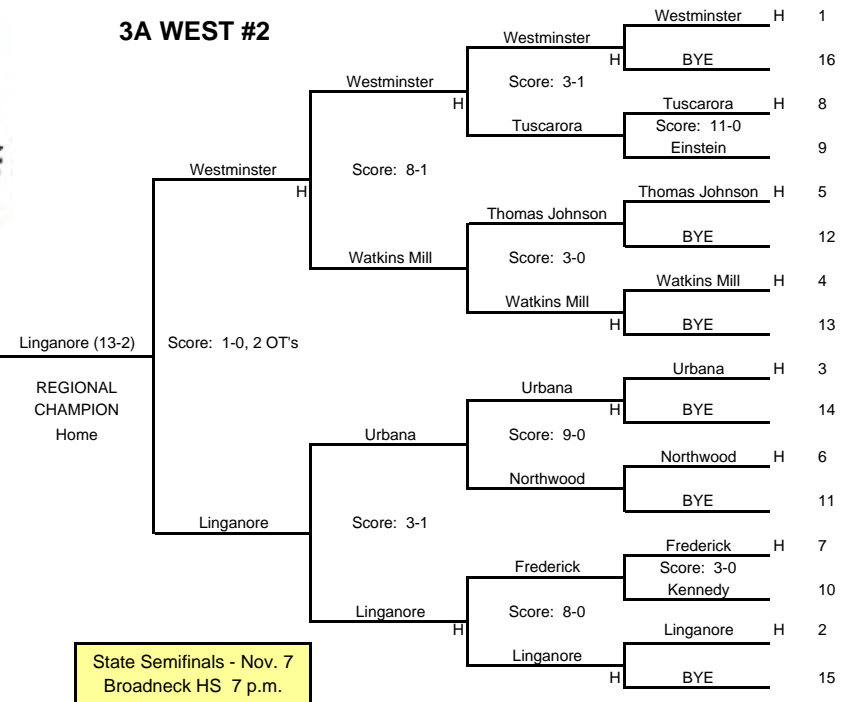 3A WEST #2
Westminster H 1
Westminster
H BYE 16
Westminster Score: 3-1
H Tuscarora H 8
Tuscarora Score: 11-0
Einstein 9
Westminster Score: 8-1
H Thomas Johnson H 5
Thomas Johnson
BYE 12
Watkins Mill Score: 3-0
Watkins Mill H 4
Watkins Mill
H BYE 13
Linganore (13-2) Score: 1-0, 2 OT's
Urbana H 3
REGIONAL Urbana
CHAMPION H BYE 14
Home Urbana Score: 9-0
Northwood H 6
Northwood
BYE 11
Linganore Score: 3-1
Frederick H 7
Frederick Score: 3-0
Kennedy 10
Linganore Score: 8-0
H Linganore H 2
Linganore
H BYE 15
State Semifinals - Nov. 7
Broadneck HS 7 p.m.